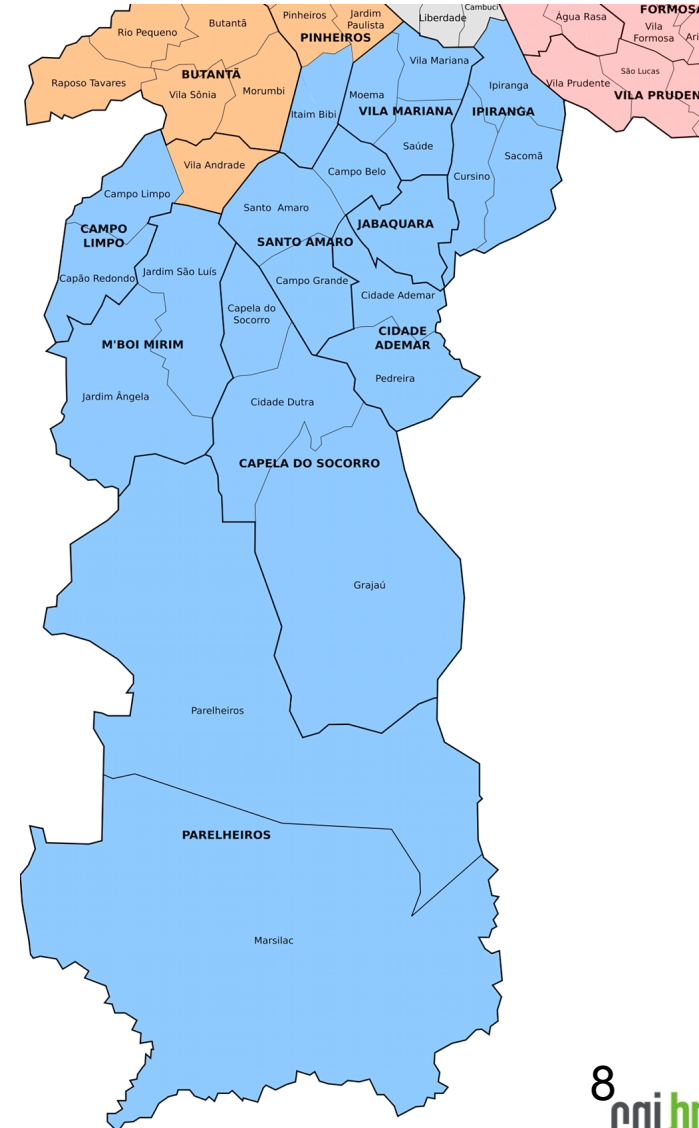 Cambuci
FORMOSA
Liberdade
Pinheiros
Jardim
Paulista
Água Rasa
Butantã
Rio Pequeno
PINHEIROS
Vila
Formosa
Vila Mariana
São Lucas
Raposo Tavares
BUTANTÃ
Vila Sônia
Morumbi
Moema
Ipiranga
Vila Prudente
VILA PRUDEN
Itaim Bibi
VILA MARIANA
IPIRANGA
Saúde
Sacomã
Vila Andrade
Campo Belo
Cursino
Campo Limpo
Santo Amaro
CAMPO
LIMPO
JABAQUARA
SANTO AMARO
Capão Redondo
Jardim São Luís
Campo Grande
Cidade Ademar
Capela do
Socorro
CIDADE
ADEMAR
M'BOI MIRIM
Pedreira
Jardim Ângela
Cidade Dutra
CAPELA DO SOCORRO
Grajaú
Parelheiros
PARELHEIROS
Marsilac
8